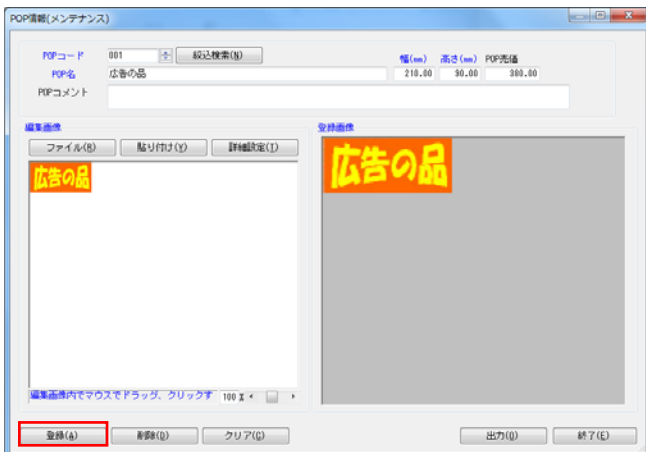 POP情報(メンテナンス)
POPコード 001 絞込検索(N) 幅(mm) 高さ(mm) POP売価
POP名 広告の品 210.00 90.00 380.00
POPコメント
編集画像 登録画像
ファイル(R) 貼り付け(Y) 詳細設定(T)
広告の品 広告の品
編集画像内でマウスでドラッグ、クリックす 100 %
登録(A) 削除(D) クリア(C) 出力(O) 終了(E)